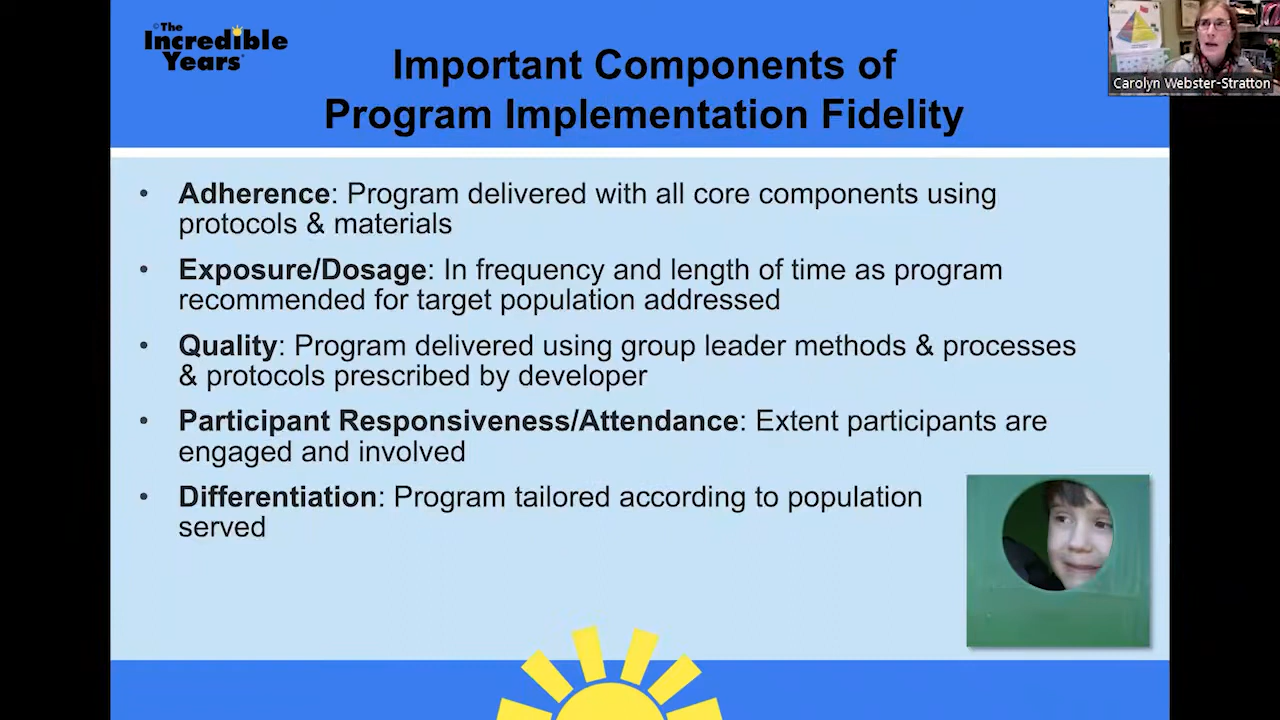 ©The
Incredible
Years®
Important Components of
Program Implementation Fidelity
Carolyn Webster-Stratton
• Adherence: Program delivered with all core components using
protocols & materials
• Exposure/Dosage: In frequency and length of time as program
recommended for target population addressed
• Quality: Program delivered using group leader methods & processes
& protocols prescribed by developer
• Participant Responsiveness/Attendance: Extent participants are
engaged and involved
• Differentiation: Program tailored according to population
served